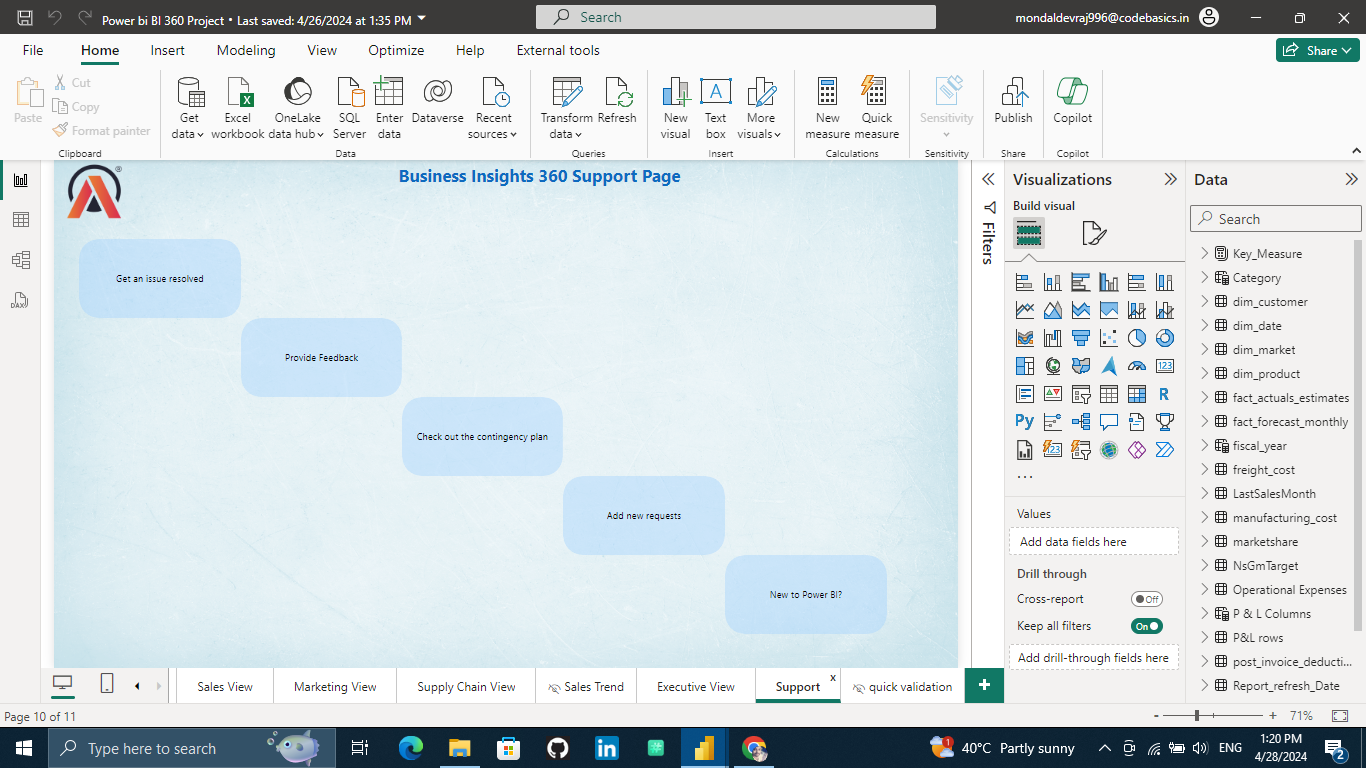 Power bi BI 360 Project • Last saved: 4/26/2024 at 1:35 PM
Search
mondaldevraj996@codebasics.in
File Home Insert Modeling View Optimize Help External tools
Share
Paste
Cut
Copy
Format painter
Get data
Excel workbook
OneLake data hub
SQL Server
Enter data
Dataverse
Recent sources
Transform data
Refresh
New visual
Text box
More visuals
New measure
Quick measure
Sensitivity
Publish
Copilot
Clipboard Data Queries Insert Calculations Sensitivity Share Copilot
Business Insights 360 Support Page
®
Get an issue resolved
Provide Feedback
Check out the contingency plan
Add new requests
New to Power BI?
Filters
Visualizations
Build visual
123
R
Py
123
Values
Add data fields here
Drill through
Cross-report Off
Keep all filters On
Add drill-through fields here
Data
Search
Key_Measure
Category
dim_customer
dim_date
dim_market
dim_product
fact_actuals_estimates
fact_forecast_monthly
fiscal_year
freight_cost
LastSalesMonth
manufacturing_cost
marketshare
NsGmTarget
Operational Expenses
P & L Columns
P&L rows
post_invoice_deducti...
Report_refresh_Date
DAX
Sales View Marketing View Supply Chain View Sales Trend Executive View Support x quick validation +
Page 10 of 11
- + 71%
Type here to search
1
40°C Partly sunny
ENG
1:20 PM
4/28/2024
2